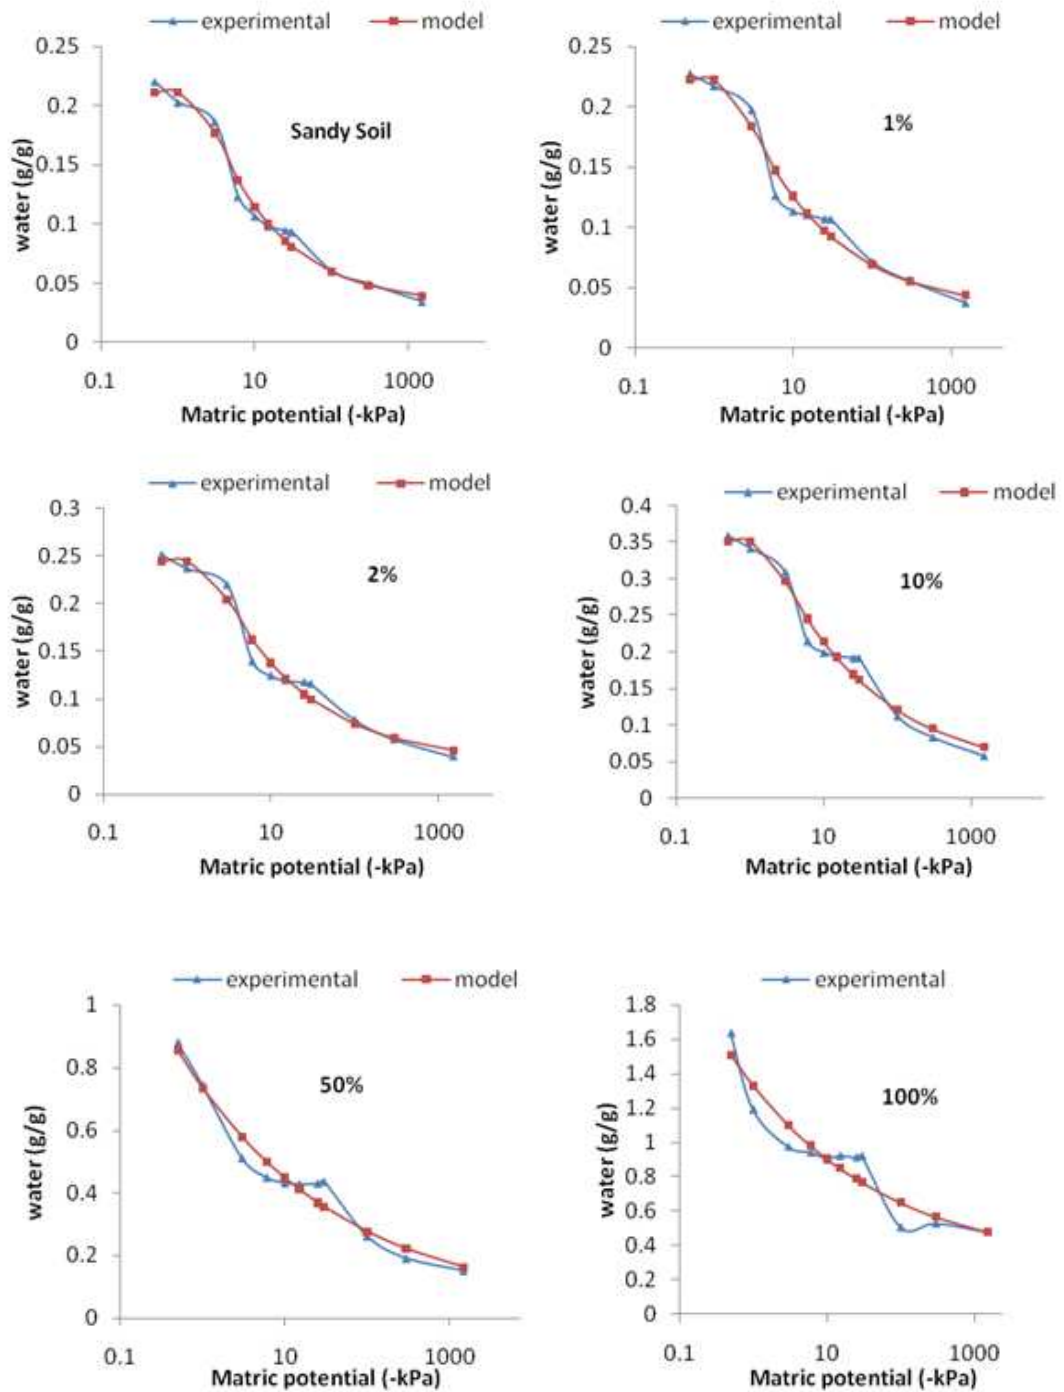 experimental model
0.25
0.2
0.15
0.1
0.05
0
water (g/g)
Sandy Soil
0.1 10 1000
Matric potential (-kPa)
experimental model
0.25
0.2
0.15
0.1
0.05
0
water (g/g)
1%
0.1 10 1000
Matric potential (-kPa)
experimental model
0.3
0.25
0.2
0.15
0.1
0.05
0
water (g/g)
2%
0.1 10 1000
Matric potential (-kPa)
experimental model
0.4
0.35
0.3
0.25
0.2
0.15
0.1
0.05
0
water (g/g)
10%
0.1 10 1000
Matric potential (-kPa)
experimental model
1
0.8
0.6
0.4
0.2
0
water (g/g)
50%
0.1 10 1000
Matric potential (-kPa)
experimental
1.8
1.6
1.4
1.2
1
0.8
0.6
0.4
0.2
0
water (g/g)
100%
0.1 10 1000
Matric potential (-kPa)